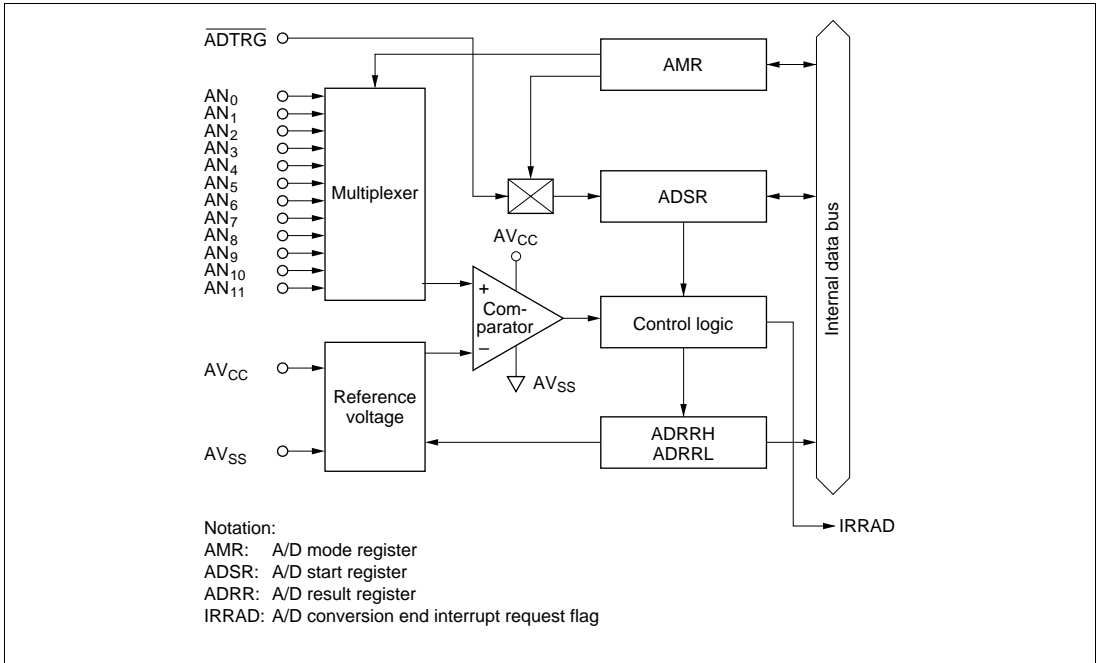 ADTRG
AMR
AN0
AN1
AN2
AN3
AN4
AN5
AN6
AN7
AN8
AN9
AN10
AN11
Multiplexer
ADSR
Internal data bus
AVCC
+
Com-
parator
–
Control logic
AVCC
AVSS
Reference
voltage
AVSS
ADRRH
ADRRL
IRRAD
Notation:
AMR: A/D mode register
ADSR: A/D start register
ADRR: A/D result register
IRRAD: A/D conversion end interrupt request flag